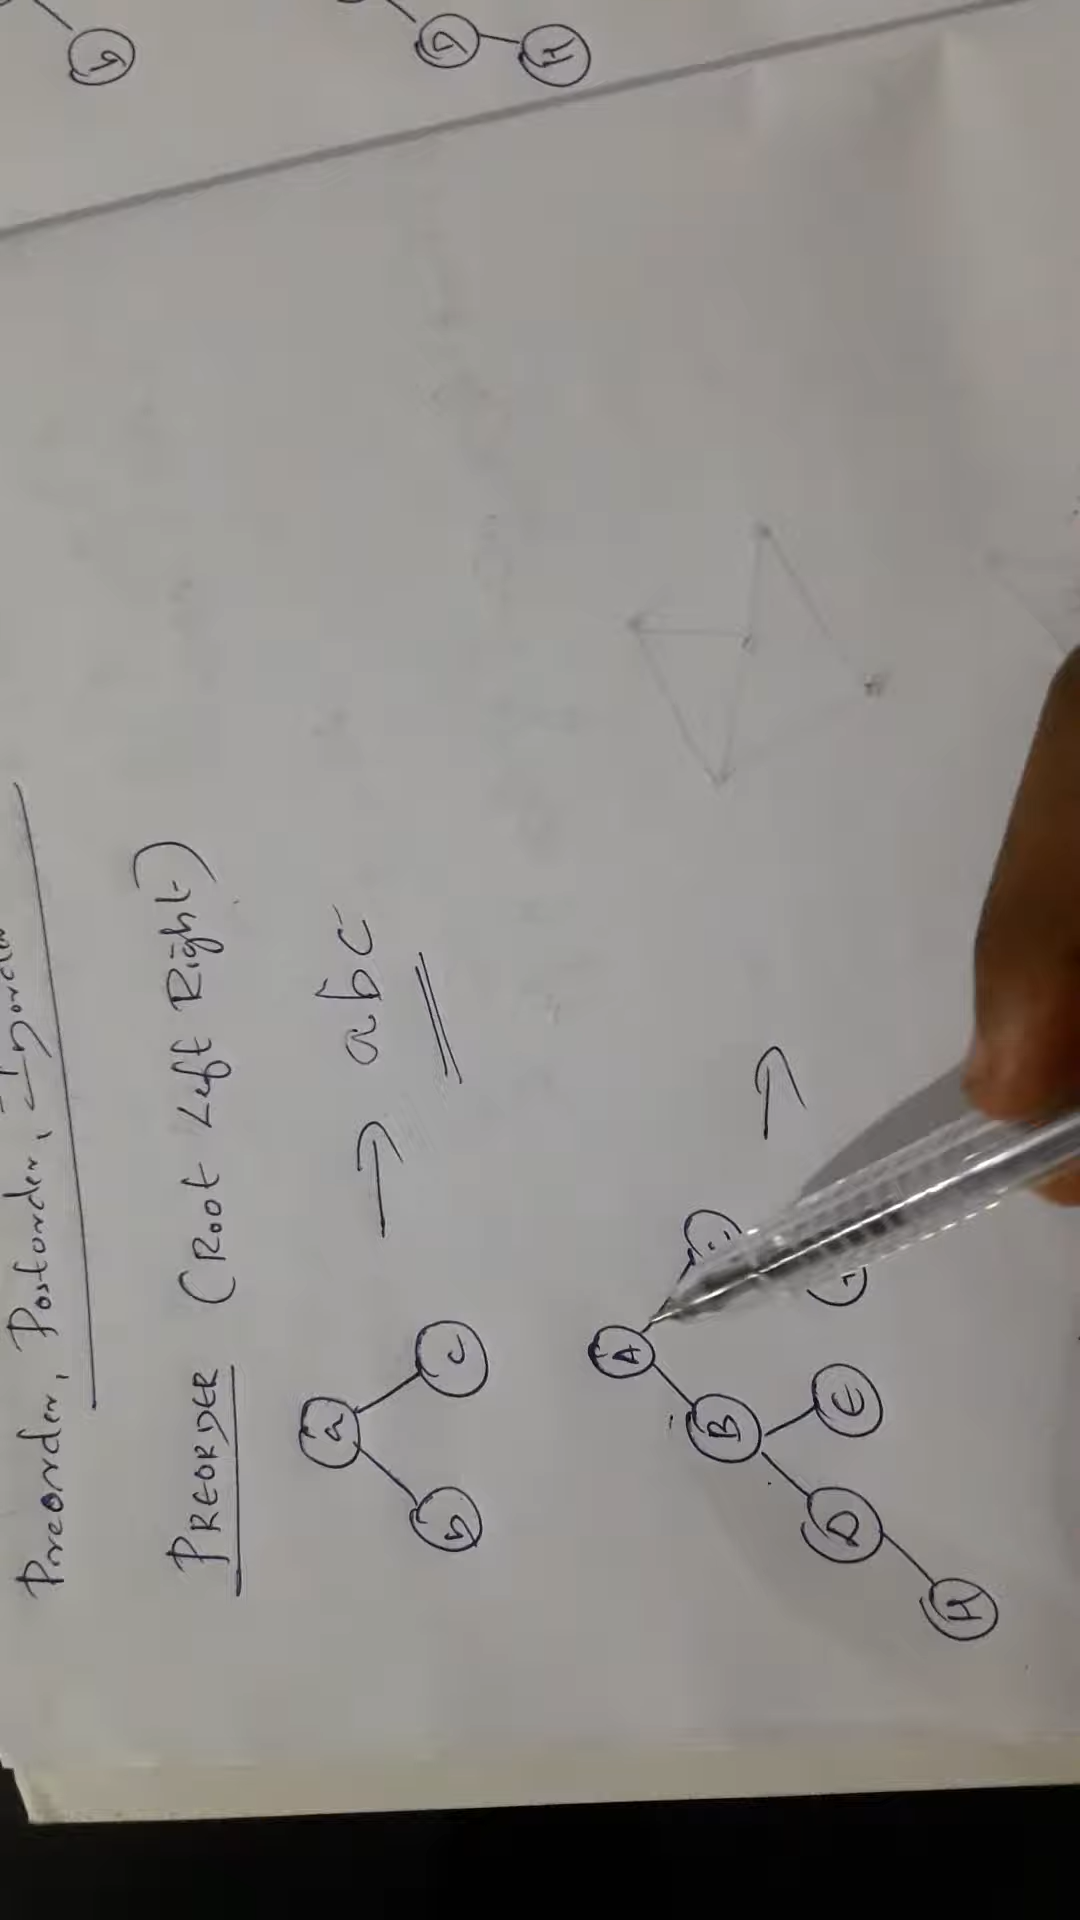 Preorder, Postorder, Inorder
PREORDER (Root Left Right)
a
b c
→ abc
A
B
D E
H
→
G
G H